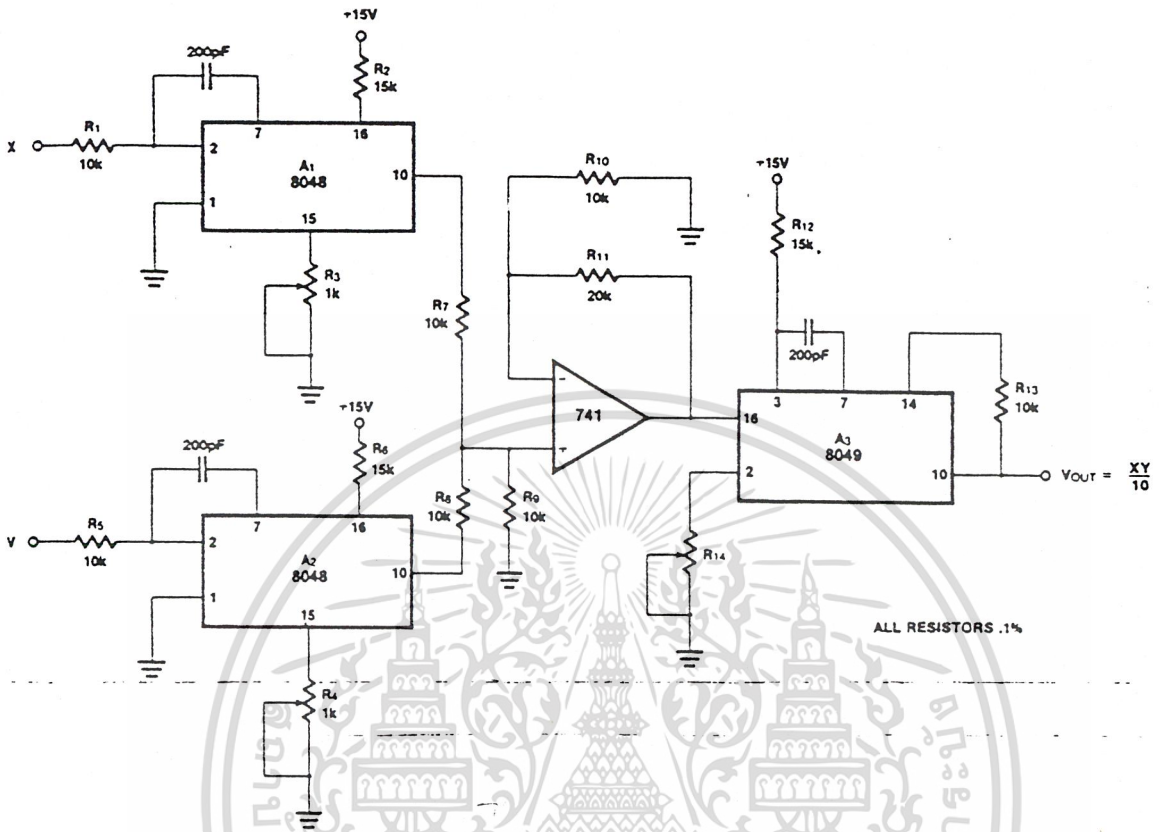 +15V
200pF
R2
15k
X
R1
10k
2
7
16
A1
8048
10
1
15
R3
1k
R7
10k
R10
10k
R11
20k
+15V
R12
15k
200pF
3
7
14
R13
10k
−
741
+
16
A3
8049
2
10
VOUT = XY/10
R14
+15V
200pF
R6
15k
R8
10k
R9
10k
V
R5
10k
2
7
16
A2
8048
10
1
15
R4
1k
ALL RESISTORS .1%